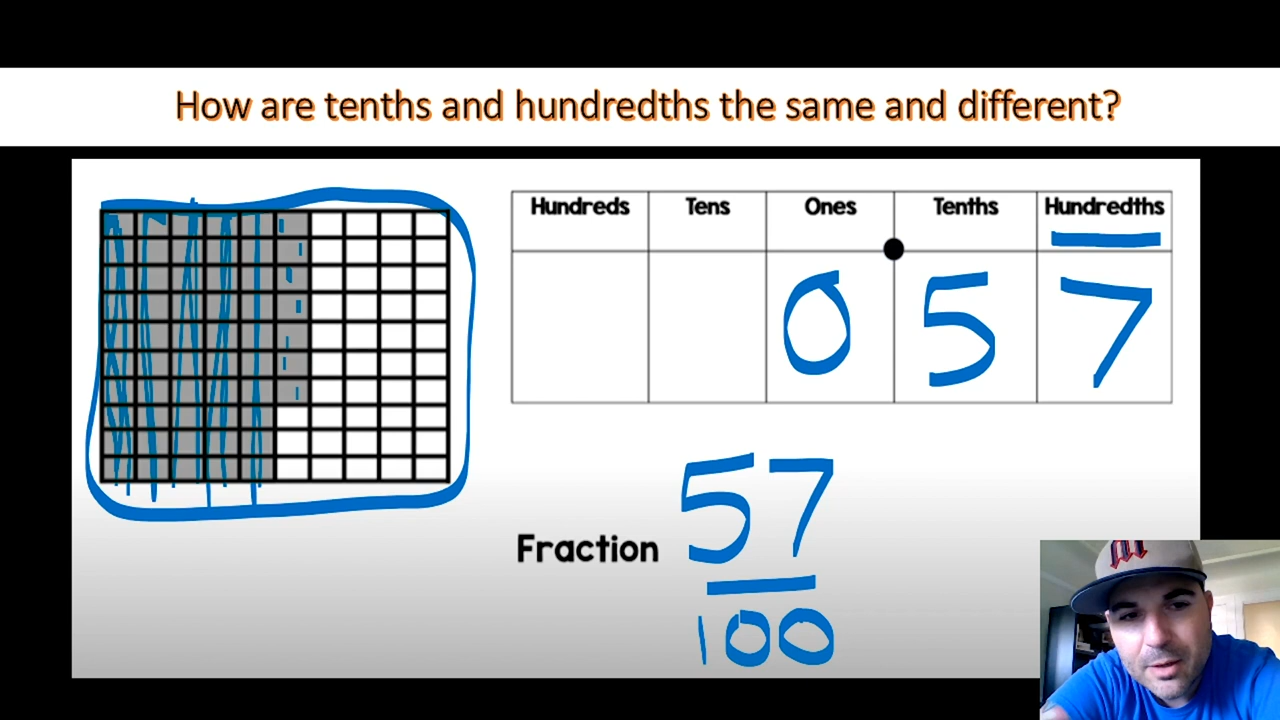 How are tenths and hundredths the same and different?
Hundreds Tens Ones Tenths Hundredths
0 5 7
57
Fraction
100